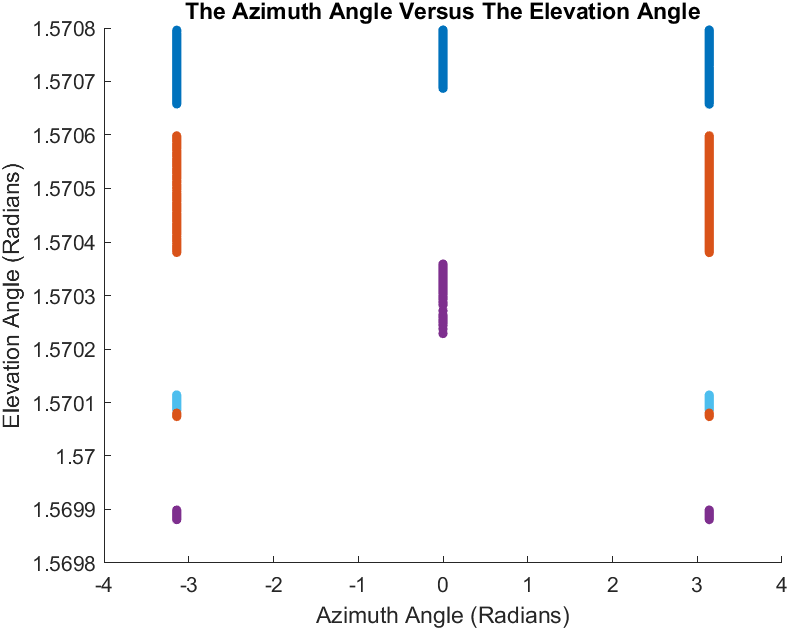 The Azimuth Angle Versus The Elevation Angle
1.5708
1.5707
1.5706
1.5705
1.5704
1.5703
1.5702
1.5701
1.57
1.5699
1.5698
Elevation Angle (Radians)
-4 -3 -2 -1 0 1 2 3 4
Azimuth Angle (Radians)